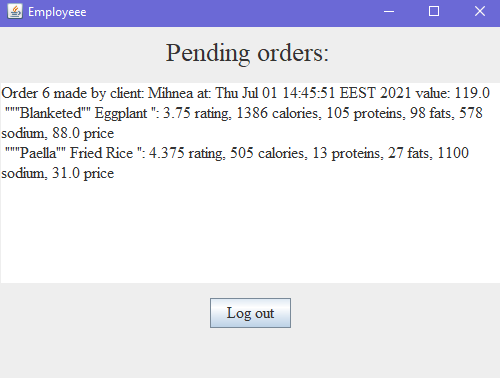 Employeee
Pending orders:
Order 6 made by client: Mihnea at: Thu Jul 01 14:45:51 EEST 2021 value: 119.0
"""Blanketed"" Eggplant ": 3.75 rating, 1386 calories, 105 proteins, 98 fats, 578
sodium, 88.0 price
"""Paella"" Fried Rice ": 4.375 rating, 505 calories, 13 proteins, 27 fats, 1100
sodium, 31.0 price
Log out